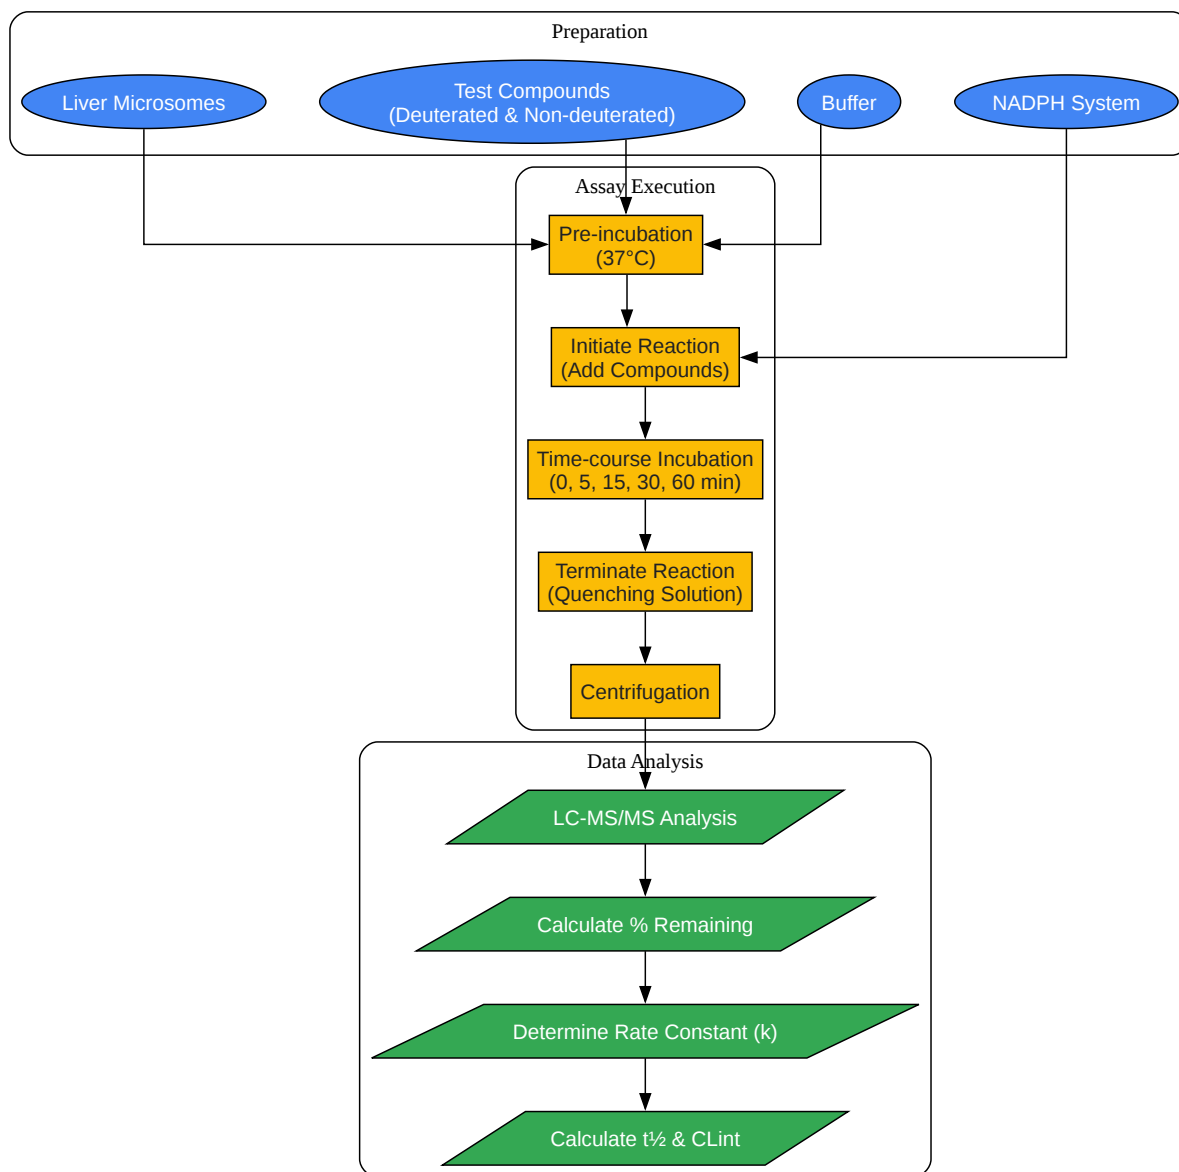 Preparation
Liver Microsomes
Test Compounds
(Deuterated & Non-deuterated)
Buffer
NADPH System
Assay Execution
Pre-incubation
(37°C)
Initiate Reaction
(Add Compounds)
Time-course Incubation
(0, 5, 15, 30, 60 min)
Terminate Reaction
(Quenching Solution)
Centrifugation
Data Analysis
LC-MS/MS Analysis
Calculate % Remaining
Determine Rate Constant (k)
Calculate t½ & CLint